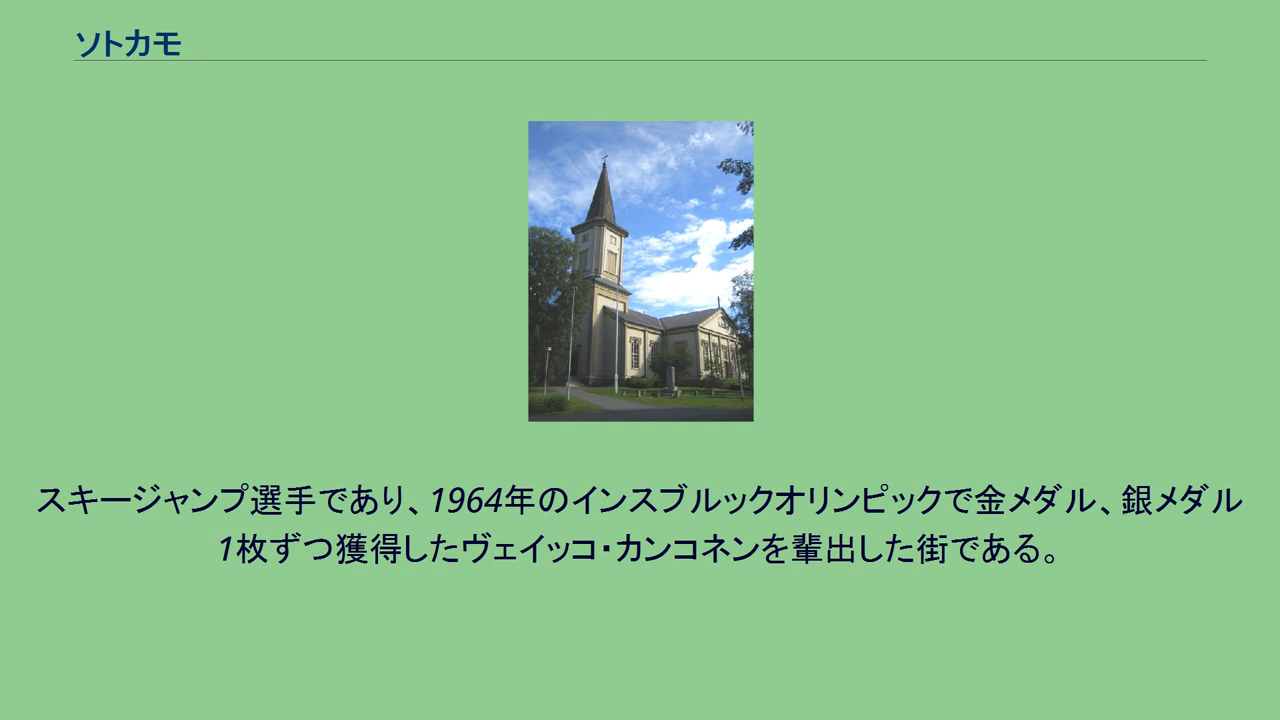 ソトカモ
スキージャンプ選手であり、1964年のインスブルックオリンピックで金メダル、銀メダル
1枚ずつ獲得したヴェイッコ・カンコネンを輩出した街である。